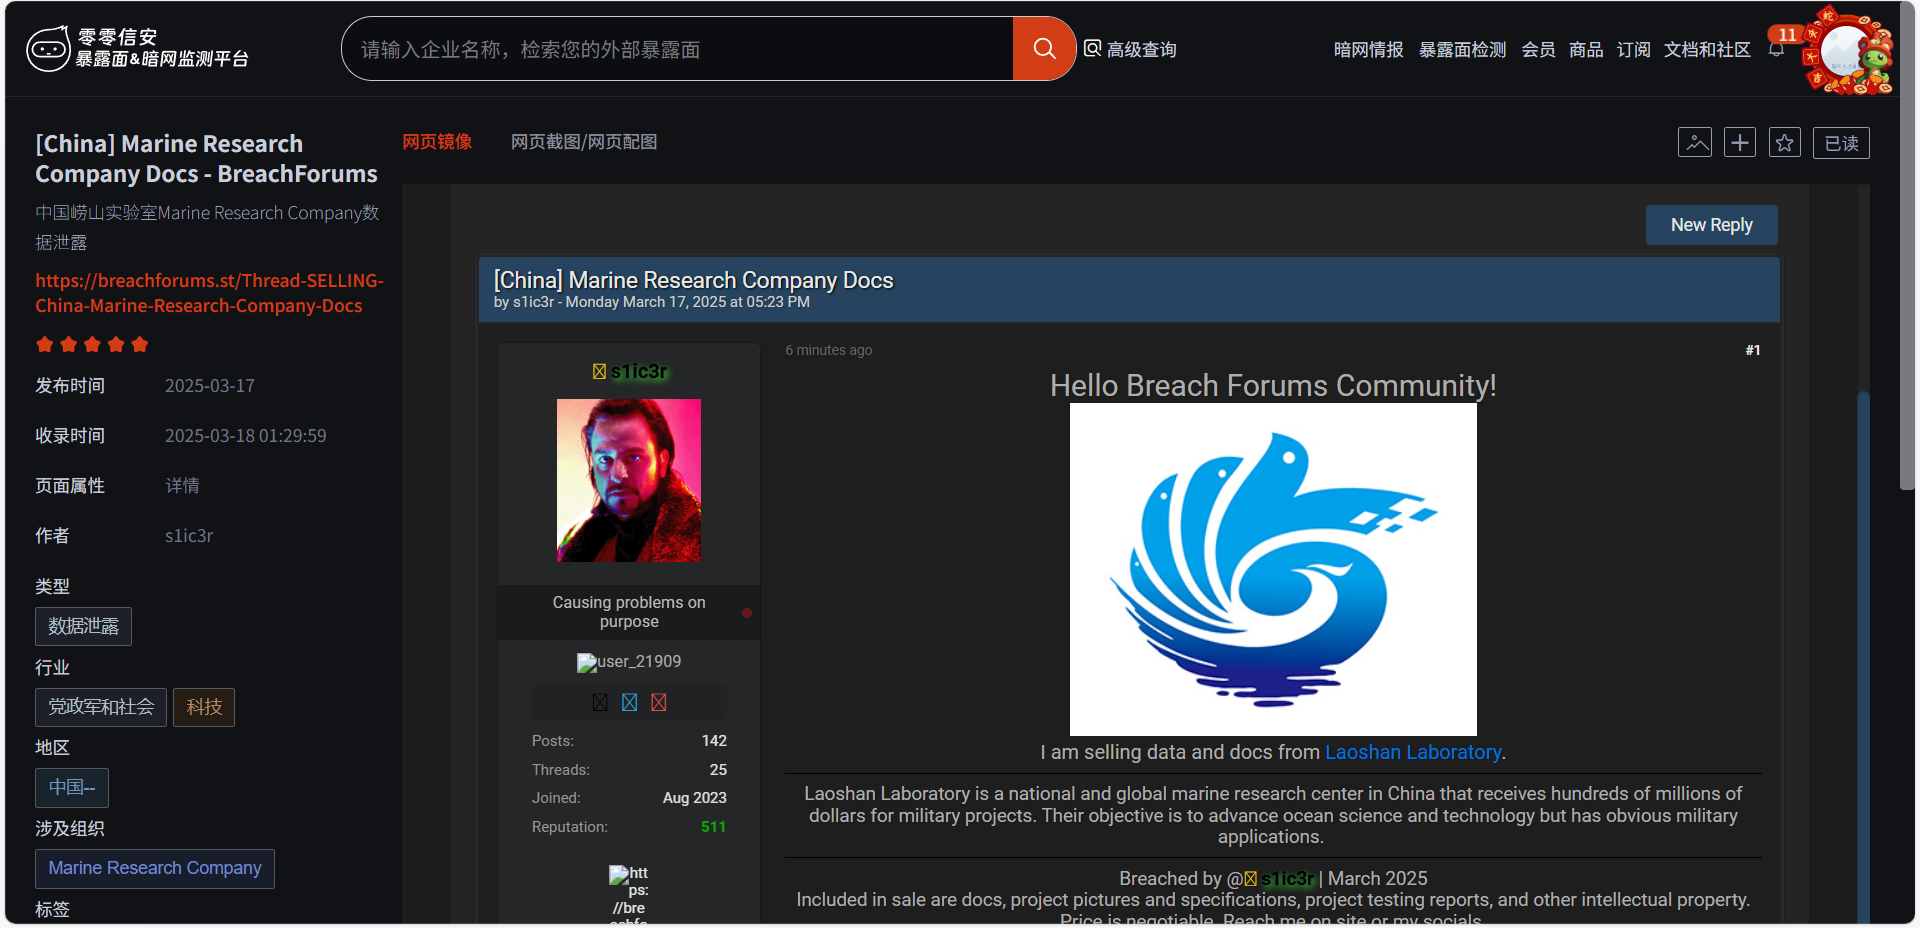 零零信安
暴露面&暗网监测平台
请输入企业名称，检索您的外部暴露面
高级查询
暗网情报 暴露面检测 会员 商品 订阅 文档和社区
11
[China] Marine Research
Company Docs - BreachForums
中国崂山实验室Marine Research Company数
据泄露
https://breachforums.st/Thread-SELLING-
China-Marine-Research-Company-Docs
发布时间 2025-03-17
收录时间 2025-03-18 01:29:59
页面属性 详情
作者 s1ic3r
类型
数据泄露
行业
党政军和社会 科技
地区
中国--
涉及组织
Marine Research Company
标签
网页镜像 网页截图/网页配图
已读
New Reply
[China] Marine Research Company Docs
by s1ic3r - Monday March 17, 2025 at 05:23 PM
s1ic3r
Causing problems on
purpose
user_21909
Posts: 142
Threads: 25
Joined: Aug 2023
Reputation: 511
htt
ps:
//bre
6 minutes ago #1
Hello Breach Forums Community!
I am selling data and docs from Laoshan Laboratory.
Laoshan Laboratory is a national and global marine research center in China that receives hundreds of millions of
dollars for military projects. Their objective is to advance ocean science and technology but has obvious military
applications.
Breached by @ s1ic3r | March 2025
Included in sale are docs, project pictures and specifications, project testing reports, and other intellectual property.
Price is negotiable. Reach me on site or my socials.